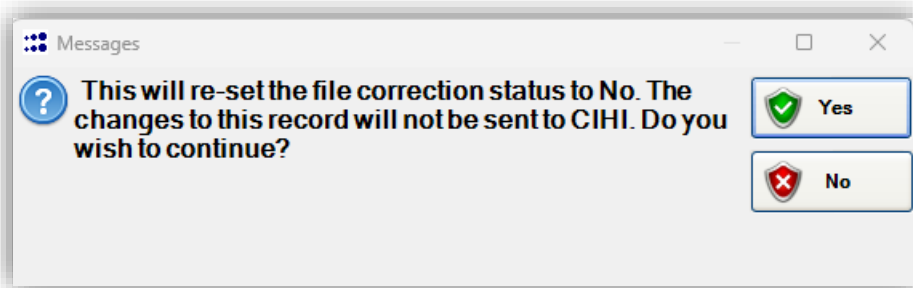 Messages
This will re-set the file correction status to No. The
changes to this record will not be sent to CIHI. Do you
wish to continue?
Yes
No